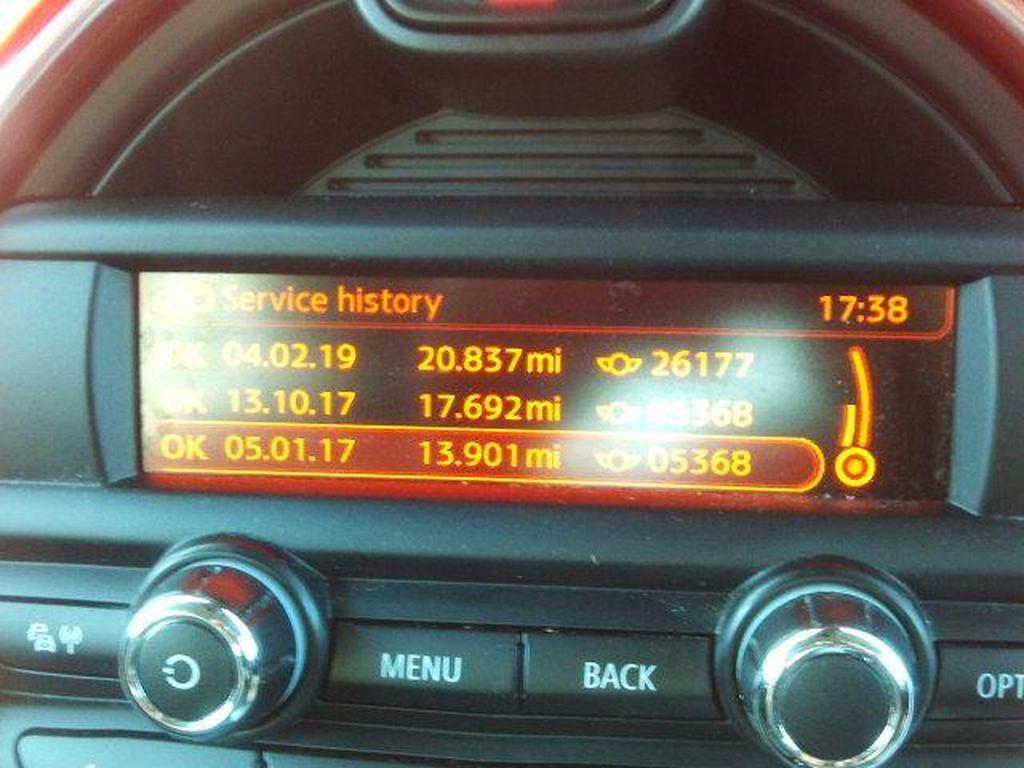 Service history 17:38
OK 04.02.19 20.837mi 26177
OK 13.10.17 17.692mi 05368
OK 05.01.17 13.901mi 05368
MENU BACK OPT